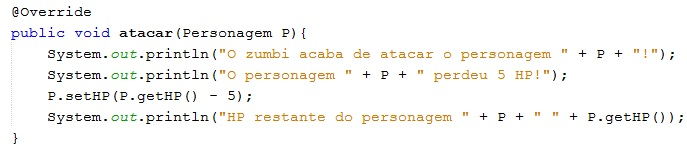 @Override
public void atacar(Personagem P){
    System.out.println("O zumbi acaba de atacar o personagem " + P + "!");
    System.out.println("O personagem " + P + " perdeu 5 HP!");
    P.setHP(P.getHP() - 5);
    System.out.println("HP restante do personagem " + P + " " + P.getHP());
}